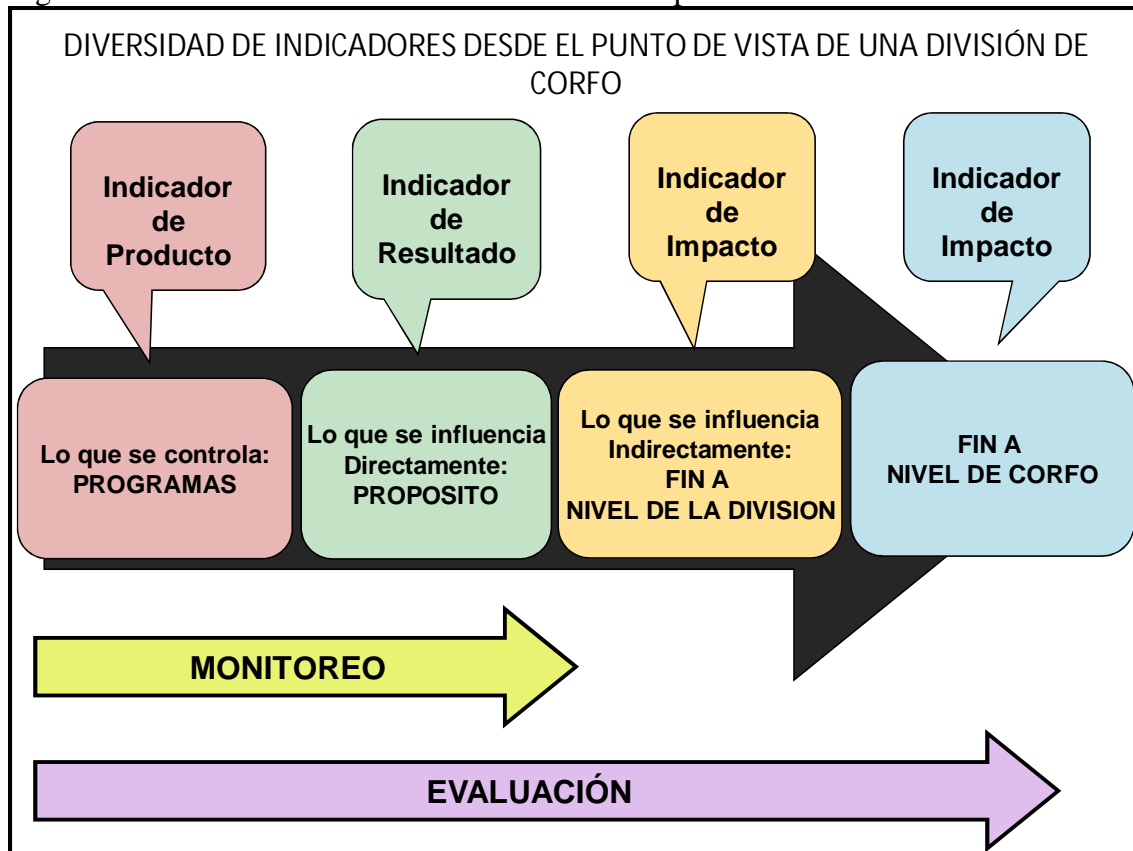 DIVERSIDAD DE INDICADORES DESDE EL PUNTO DE VISTA DE UNA DIVISIÓN DE
CORFO
Indicador
de
Producto
Indicador
de
Resultado
Indicador
de
Impacto
Indicador
de
Impacto
Lo que se controla:
PROGRAMAS
Lo que se influencia
Directamente:
PROPOSITO
Lo que se influencia
Indirectamente:
FIN A
NIVEL DE LA DIVISION
FIN A
NIVEL DE CORFO
MONITOREO
EVALUACIÓN